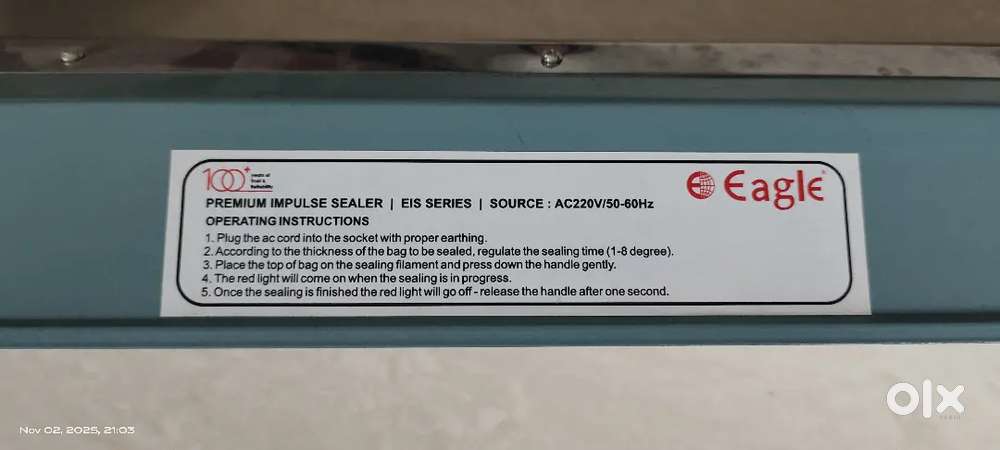 100+ Years of
Trust &
Reliability
Eagle
PREMIUM IMPULSE SEALER | EIS SERIES | SOURCE : AC220V/50-60Hz
OPERATING INSTRUCTIONS
1. Plug the ac cord into the socket with proper earthing.
2. According to the thickness of the bag to be sealed, regulate the sealing time (1-8 degree).
3. Place the top of bag on the sealing filament and press down the handle gently.
4. The red light will come on when the sealing is in progress.
5. Once the sealing is finished the red light will go off - release the handle after one second.
olx
Nov 02, 2025, 21:03